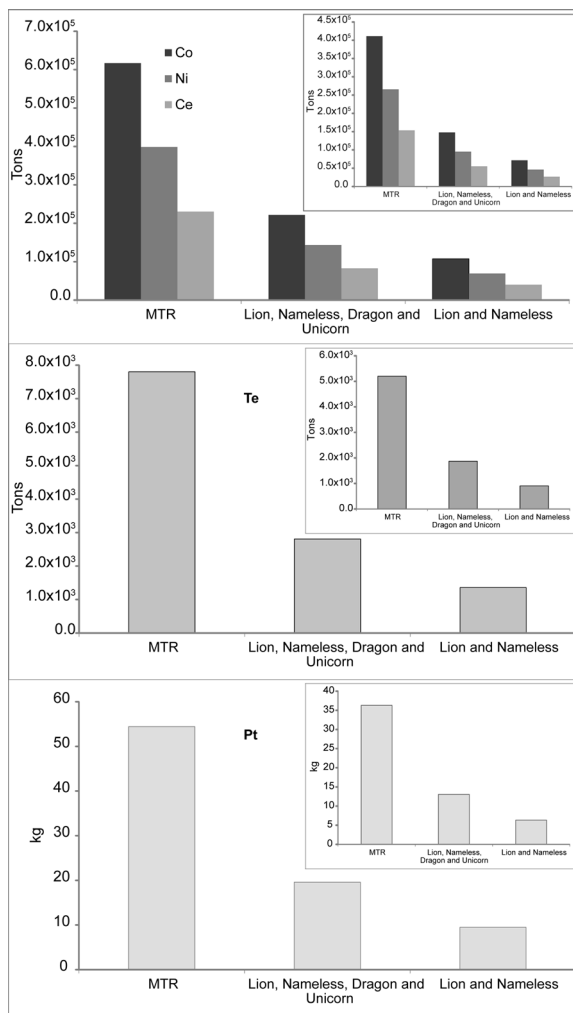 7.0x10⁵
6.0x10⁵
4.0x10⁵
3.0x10⁵
2.0x10⁵
1.0x10⁵
0.0
Tons
Co
Ni
Ce
MTR
Lion, Nameless, Dragon and
Unicorn
Lion and Nameless
4.5x10⁵
4.0x10⁵
3.5x10⁵
3.0x10⁵
2.5x10⁵
2.0x10⁵
1.5x10⁵
0.5x10⁵
0.0
Tons
MTR
Lion, Nameless,
Dragon and Unicorn
Lion and Nameless
8.0x10³
7.0x10³
6.0x10³
5.0x10³
4.0x10³
3.0x10³
2.0x10³
1.0x10³
0.0
Tons
Te
MTR
Lion, Nameless, Dragon and
Unicorn
Lion and Nameless
6.0x10³
5.0x10³
4.0x10³
3.0x10³
2.0x10³
1.0x10³
0.0
Tons
MTR
Lion, Nameless,
Dragon and Unicorn
Lion and Nameless
60
50
40
30
20
10
0
kg
Pt
MTR
Lion, Nameless, Dragon and
Unicorn
Lion and Nameless
40
35
30
25
20
15
10
5
0
kg
MTR
Lion, Nameless,
Dragon and Unicorn
Lion and Nameless